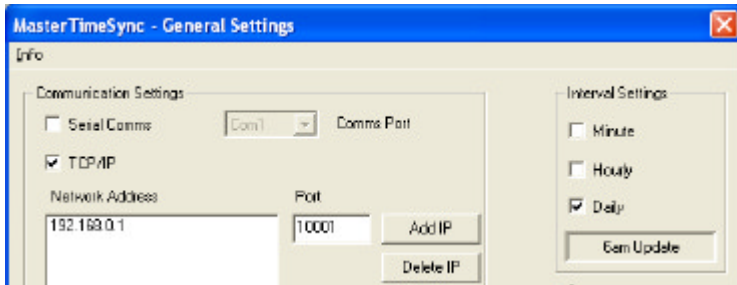 MasterTimeSync - General Settings
Info
Communication Settings
Serial Comms
Com1
Comms Port
TCP/IP
Network Address
Port
192.168.0.1
10001
Add IP
Delete IP
Interval Settings
Minute
Hourly
Daily
6am Update